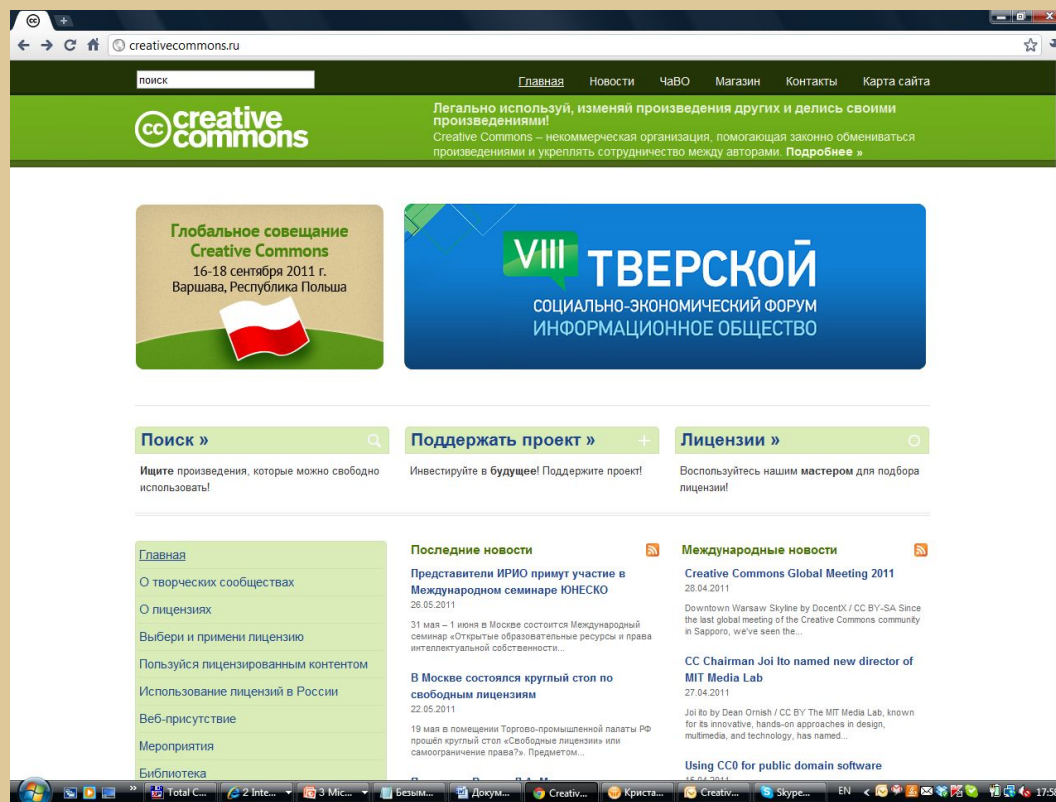 creativecommons.ru
поиск
Главная Новости ЧаВО Магазин Контакты Карта сайта
cc creative
commons
Легально используй, изменяй произведения других и делись своими
произведениями!
Creative Commons – некоммерческая организация, помогающая законно обмениваться
произведениями и укреплять сотрудничество между авторами. Подробнее »
Глобальное совещание
Creative Commons
16-18 сентября 2011 г.
Варшава, Республика Польша
VIII ТВЕРСКОЙ
СОЦИАЛЬНО-ЭКОНОМИЧЕСКИЙ ФОРУМ
ИНФОРМАЦИОННОЕ ОБЩЕСТВО
Поиск »
Ищите произведения, которые можно свободно
использовать!
Поддержать проект »
Инвестируйте в будущее! Поддержите проект!
Лицензии »
Воспользуйтесь нашим мастером для подбора
лицензии!
Главная
О творческих сообществах
О лицензиях
Выбери и примени лицензию
Пользуйся лицензированным контентом
Использование лицензий в России
Веб-присутствие
Мероприятия
Библиотека
Последние новости
Представители ИРИО примут участие в
Международном семинаре ЮНЕСКО
26.05.2011
31 мая – 1 июня в Москве состоится Международный
семинар «Открытые образовательные ресурсы и права
интеллектуальной собственности...
В Москве состоялся круглый стол по
свободным лицензиям
22.05.2011
19 мая в помещении Торгово-промышленной палаты РФ
прошёл круглый стол «Свободные лицензии» или
самоограничение права?». Предметом...
Международные новости
Creative Commons Global Meeting 2011
28.04.2011
Downtown Warsaw Skyline by DocentX / CC BY-SA Since
the last global meeting of the Creative Commons community
in Sapporo, we've seen the...
CC Chairman Joi Ito named new director of
MIT Media Lab
27.04.2011
Joi ito by Dean Ornish / CC BY The MIT Media Lab, known
for its innovative, hands-on approaches in design,
multimedia, and technology, has named...
Using CC0 for public domain software
15.04.2011
Total C... 2 Inte... 3 Mic... Безым... Докум... Creativ... Криста... Creativ... Skype... EN 17:58